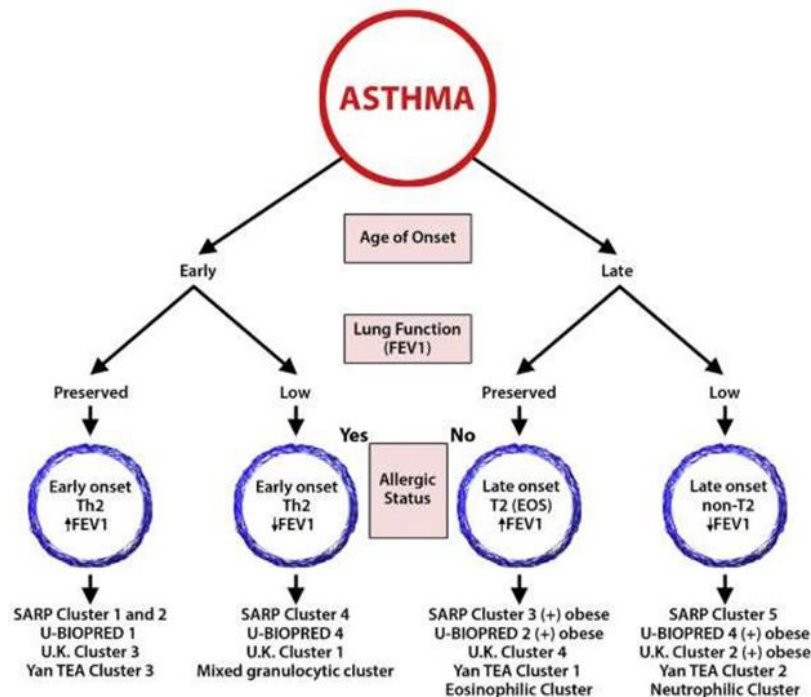 ASTHMA
Age of Onset
Early
Late
Lung Function
(FEV1)
Preserved
Low
Preserved
Low
Yes
No
Allergic
Status
Early onset
Th2
↑FEV1
Early onset
Th2
↓FEV1
Late onset
T2 (EOS)
↑FEV1
Late onset
non-T2
↓FEV1
SARP Cluster 1 and 2
U-BIOPRED 1
U.K. Cluster 3
Yan TEA Cluster 3
SARP Cluster 4
U-BIOPRED 4
U.K. Cluster 1
Mixed granulocytic cluster
SARP Cluster 3 (+) obese
U-BIOPRED 2 (+) obese
U.K. Cluster 4
Yan TEA Cluster 1
Eosinophilic Cluster
SARP Cluster 5
U-BIOPRED 4 (+) obese
U.K. Cluster 2 (+) obese
Yan TEA Cluster 2
Neutrophilic Cluster